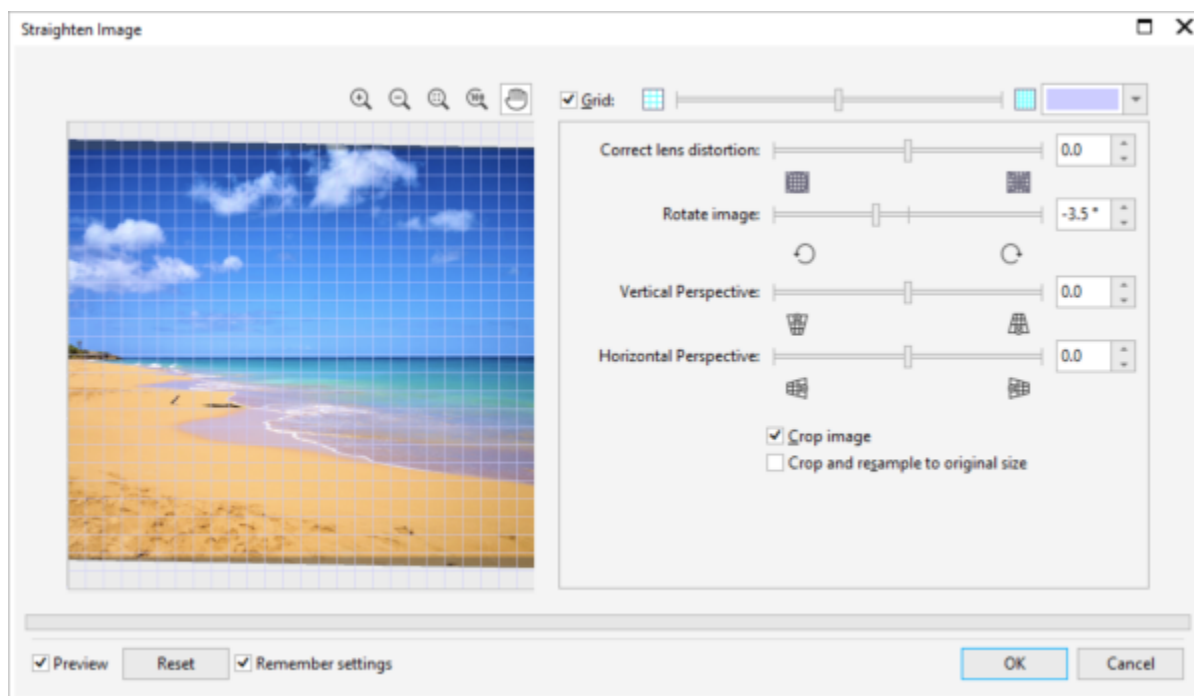 Straighten Image
Grid:
Correct lens distortion: 0.0
Rotate image: -3.5 °
Vertical Perspective: 0.0
Horizontal Perspective: 0.0
Crop image
Crop and resample to original size
Preview Reset Remember settings OK Cancel